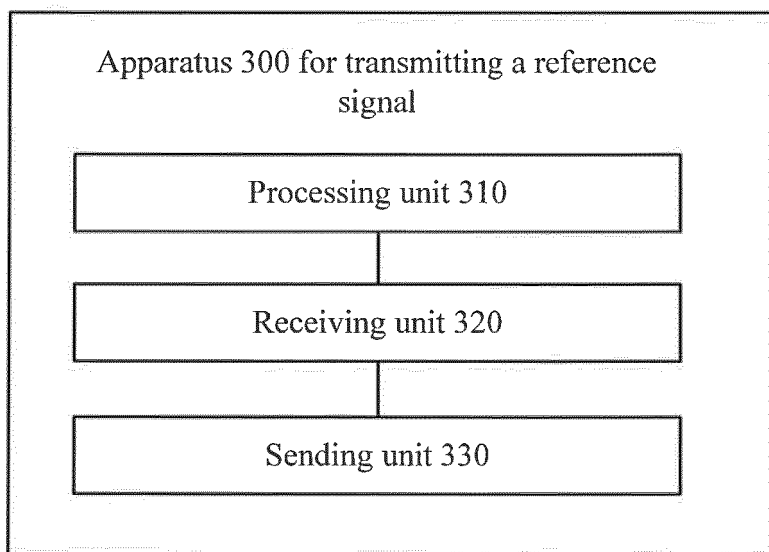 Apparatus 300 for transmitting a reference
signal
Processing unit 310
Receiving unit 320
Sending unit 330